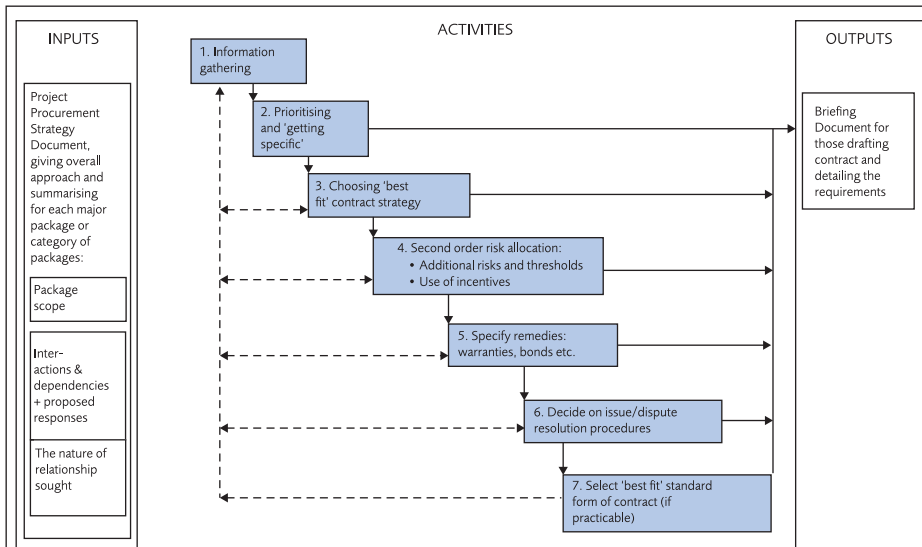 INPUTS
Project
Procurement
Strategy
Document,
giving overall
approach and
summarising
for each major
package or
category of
packages:
Package
scope
Inter-
actions &
dependencies
+ proposed
responses
The nature of
relationship
sought
ACTIVITIES
1. Information
gathering
2. Prioritising
and ‘getting
specific’
3. Choosing ‘best
fit’ contract strategy
4. Second order risk allocation:
• Additional risks and thresholds
• Use of incentives
5. Specify remedies:
warranties, bonds etc.
6. Decide on issue/dispute
resolution procedures
7. Select ‘best fit’ standard
form of contract (if
practicable)
OUTPUTS
Briefing
Document for
those drafting
contract and
detailing the
requirements